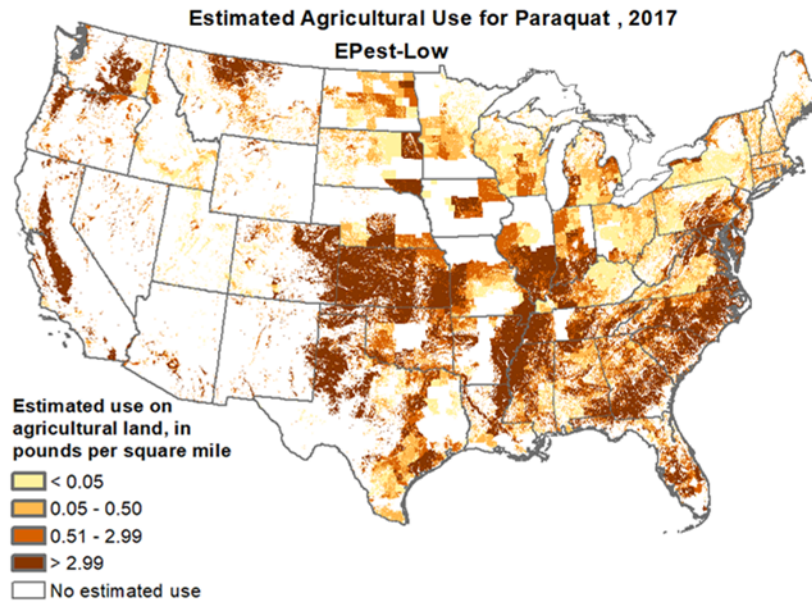 Estimated Agricultural Use for Paraquat , 2017
EPest-Low
Estimated use on
agricultural land, in
pounds per square mile
< 0.05
0.05 - 0.50
0.51 - 2.99
> 2.99
No estimated use